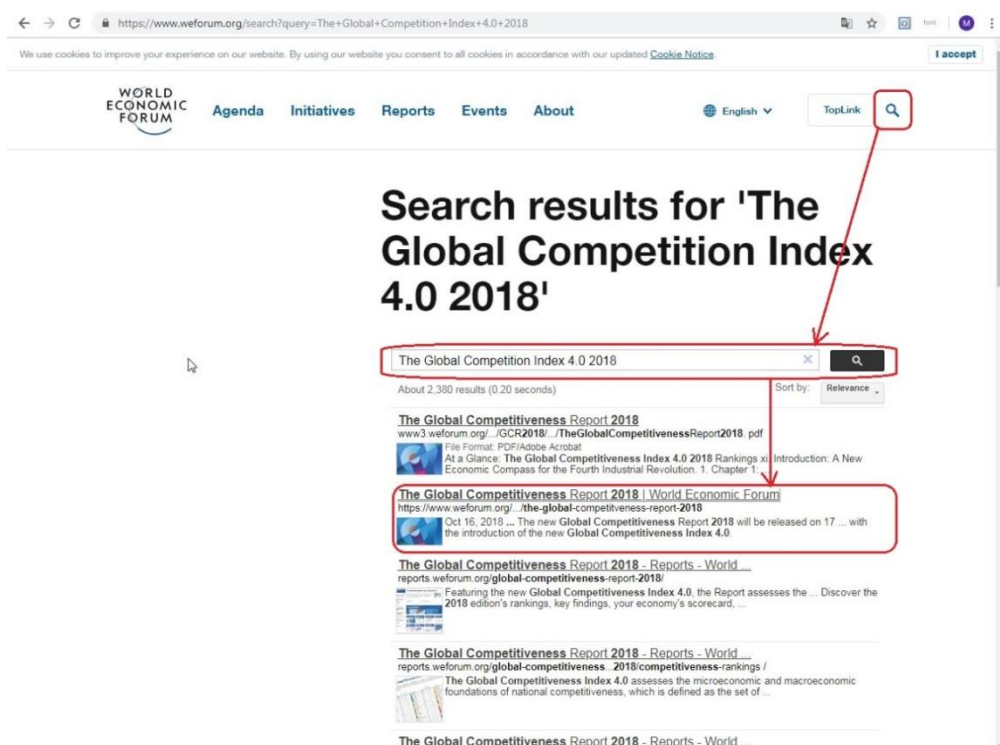 https://www.weforum.org/search?query=The+Global+Competition+Index+4.0+2018
M
We use cookies to improve your experience on our website. By using our website you consent to all cookies in accordance with our updated Cookie Notice.
I accept
WORLD
ECONOMIC
FORUM
Agenda Initiatives Reports Events About English TopLink
Search results for 'The
Global Competition Index
4.0 2018'
The Global Competition Index 4.0 2018
About 2,380 results (0.20 seconds) Sort by: Relevance
The Global Competitiveness Report 2018
www3.weforum.org/.../GCR2018/.../TheGlobalCompetitivenessReport2018. pdf
File Format: PDF/Adobe Acrobat
At a Glance: The Global Competitiveness Index 4.0 2018 Rankings xi. Introduction: A New
Economic Compass for the Fourth Industrial Revolution. 1. Chapter 1:
The Global Competitiveness Report 2018 | World Economic Forum
https://www.weforum.org/.../the-global-competitveness-report-2018
Oct 16, 2018 ... The new Global Competitiveness Report 2018 will be released on 17 ... with
the introduction of the new Global Competitiveness Index 4.0.
The Global Competitiveness Report 2018 - Reports - World ...
reports.weforum.org/global-competitiveness-report-2018/
Featuring the new Global Competitiveness Index 4.0, the Report assesses the ... Discover the
2018 edition's rankings, key findings, your economy's scorecard, ...
The Global Competitiveness Report 2018 - Reports - World ...
reports.weforum.org/global-competitiveness...2018/competitiveness-rankings /
The Global Competitiveness Index 4.0 assesses the microeconomic and macroeconomic
foundations of national competitiveness, which is defined as the set of ...
The Global Competitiveness Report 2018 - Reports - World ...